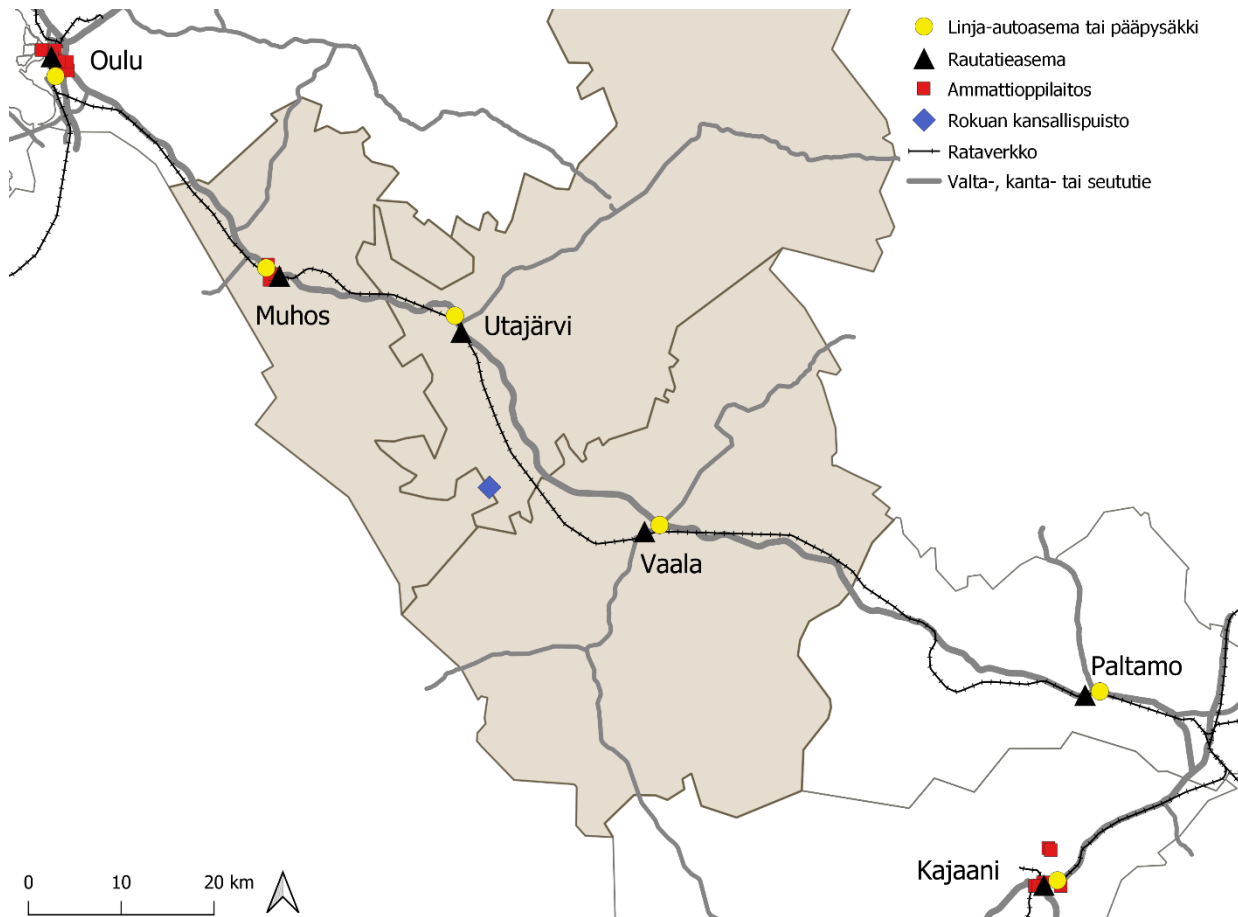 Linja-autoasema tai pääpysäkki
Rautatieasema
Ammattioppilaitos
Rokuan kansallispuisto
Rataverkko
Valta-, kanta- tai seututie
Oulu
Muhos
Utajärvi
Vaala
Paltamo
Kajaani
0 10 20 km